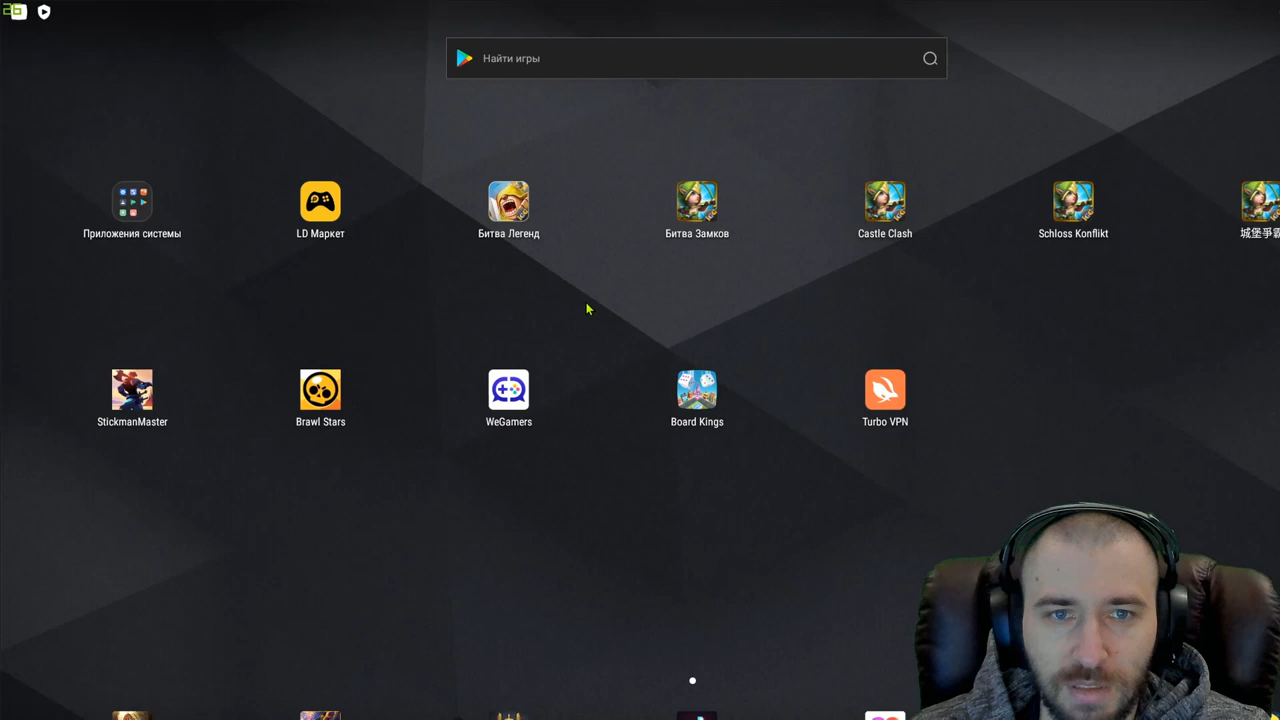 26
Найти игры
Приложения системы
LD Маркет
Битва Легенд
Битва Замков
Castle Clash
Schloss Konflikt
城堡爭霸
StickmanMaster
Brawl Stars
WeGamers
Board Kings
Turbo VPN